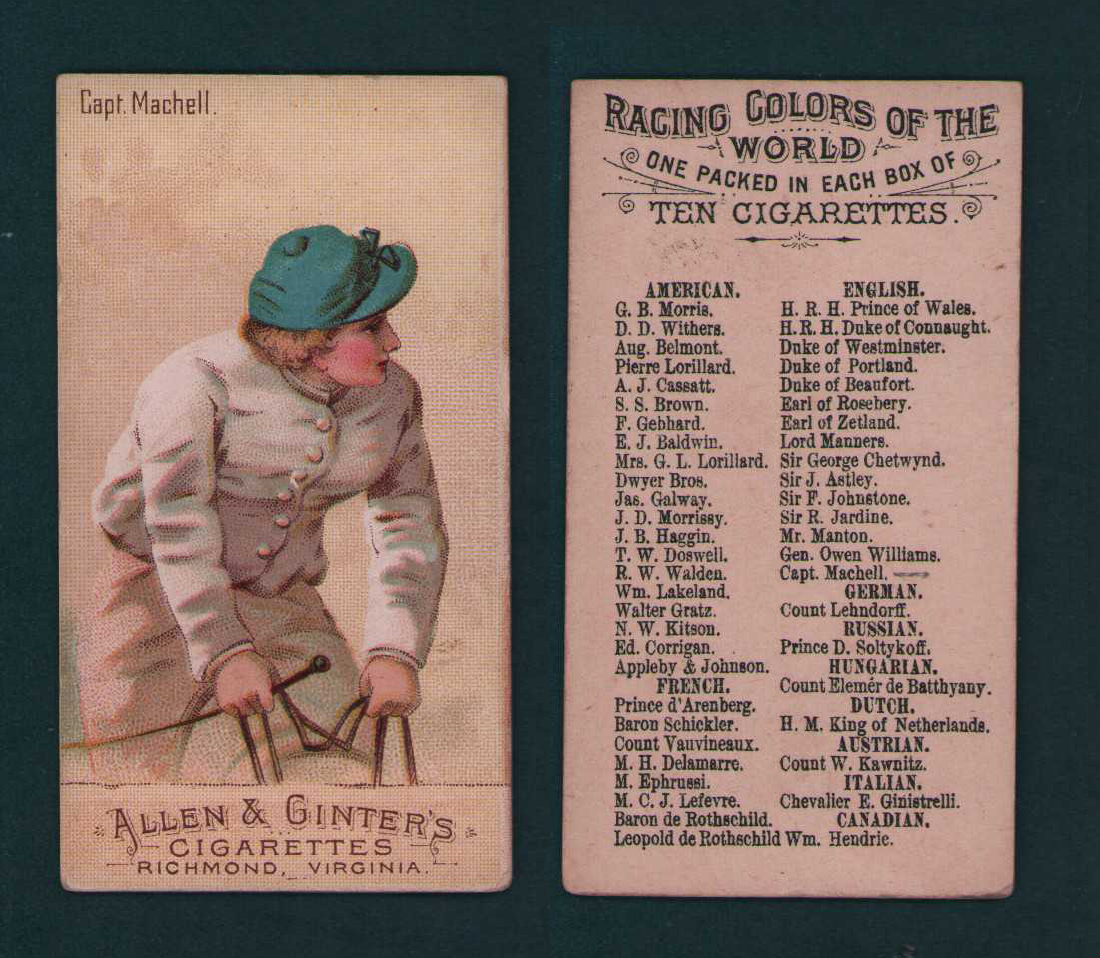 Capt. Machell.
ALLEN & GINTER'S
CIGARETTES
RICHMOND, VIRGINIA.
RACING COLORS OF THE
WORLD
ONE PACKED IN EACH BOX OF
TEN CIGARETTES.
AMERICAN.
G. B. Morris.
D. D. Withers.
Aug. Belmont.
Pierre Lorillard.
A. J. Cassatt.
S. S. Brown.
F. Gebhard.
E. J. Baldwin.
Mrs. G. L. Lorillard.
Dwyer Bros.
Jas. Galway.
J. D. Morrissy.
J. B. Haggin.
T. W. Doswell.
R. W. Walden.
Wm. Lakeland.
Walter Gratz.
N. W. Kitson.
Ed. Corrigan.
Appleby & Johnson.
FRENCH.
Prince d'Arenberg.
Baron Schickler.
Count Vauvineaux.
M. H. Delamarre.
M. Ephrussi.
M. C. J. Lefevre.
Baron de Rothschild.
Leopold de Rothschild
ENGLISH.
H. R. H. Prince of Wales.
H. R. H. Duke of Connaught.
Duke of Westminster.
Duke of Portland.
Duke of Beaufort.
Earl of Rosebery.
Earl of Zetland.
Lord Manners.
Sir George Chetwynd.
Sir J. Astley.
Sir F. Johnstone.
Sir R. Jardine.
Mr. Manton.
Gen. Owen Williams.
Capt. Machell.
GERMAN.
Count Lehndorff.
RUSSIAN.
Prince D. Soltykoff.
HUNGARIAN.
Count Elemér de Batthyany.
DUTCH.
H. M. King of Netherlands.
AUSTRIAN.
Count W. Kawnitz.
ITALIAN.
Chevalier E. Ginistrelli.
CANADIAN.
Wm. Hendrie.